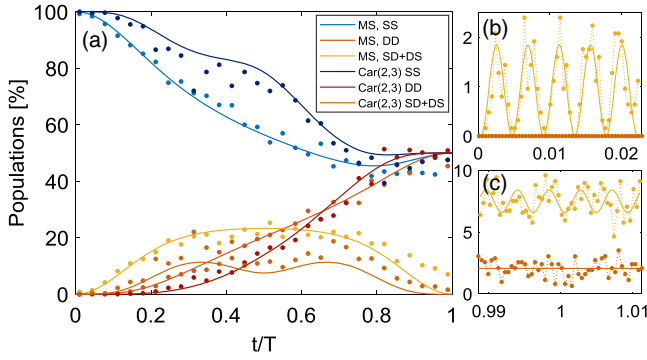 100
80
60
40
20
0
Populations [%]
(a)
MS, SS
MS, DD
MS, SD+DS
Car(2,3) SS
Car(2,3) DD
Car(2,3) SD+DS
0 0.2 0.4 0.6 0.8 1
t/T
(b)
2
1
0
0 0.01 0.02
(c)
10
5
0
0.99 1 1.01